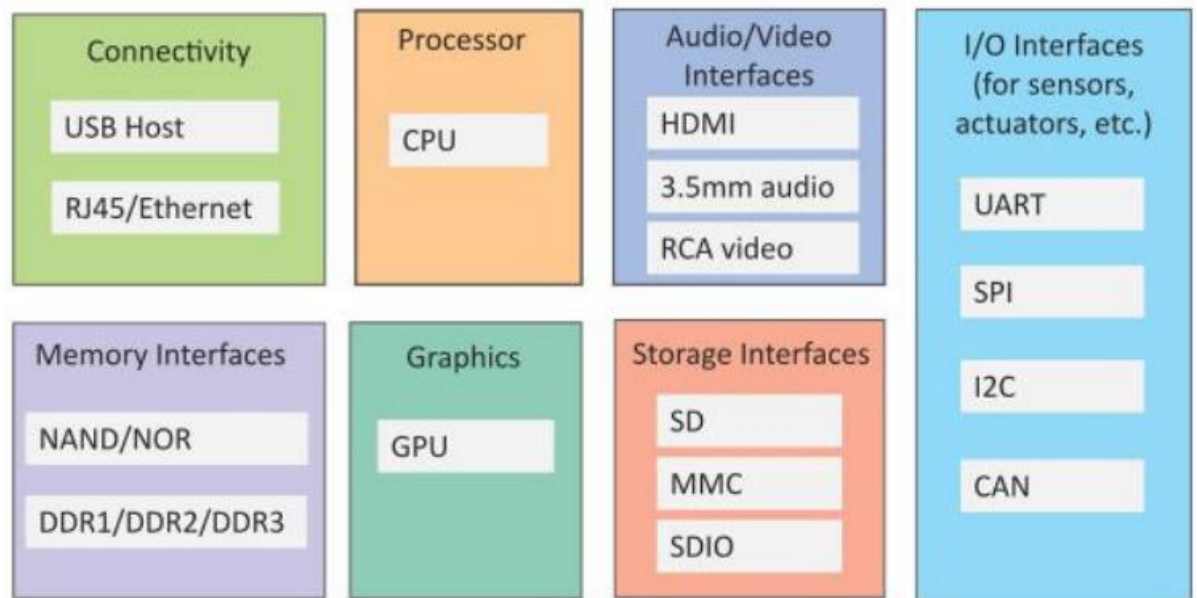 Connectivity
USB Host
RJ45/Ethernet
Processor
CPU
Audio/Video
Interfaces
HDMI
3.5mm audio
RCA video
I/O Interfaces
(for sensors,
actuators, etc.)
UART
SPI
I2C
CAN
Memory Interfaces
NAND/NOR
DDR1/DDR2/DDR3
Graphics
GPU
Storage Interfaces
SD
MMC
SDIO